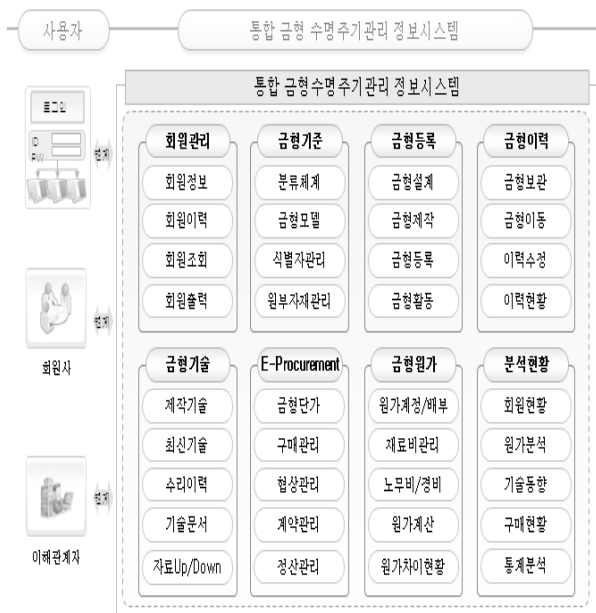 사용자
통합 금형 수명주기관리 정보시스템
통합 금형수명주기관리 정보시스템
로그인
ID
PW
연계
회원관리 금형기준 금형등록 금형이력
회원정보 분류체계 금형설계 금형보관
회원이력 금형모델 금형제작 금형이동
회원조회 식별자관리 금형등록 이력수정
회원출력 원부자재관리 금형활동 이력현황
연계
회원사
금형기술 E-Procurement 금형원가 분석현황
제작기술 금형단가 원가계정/배부 회원현황
최신기술 구매관리 재료비관리 원가분석
수리이력 협상관리 노무비/경비 기술동향
연계
기술문서 계약관리 원가계산 구매현황
이해관계자
자료Up/Down 정산관리 원가차이현황 통계분석